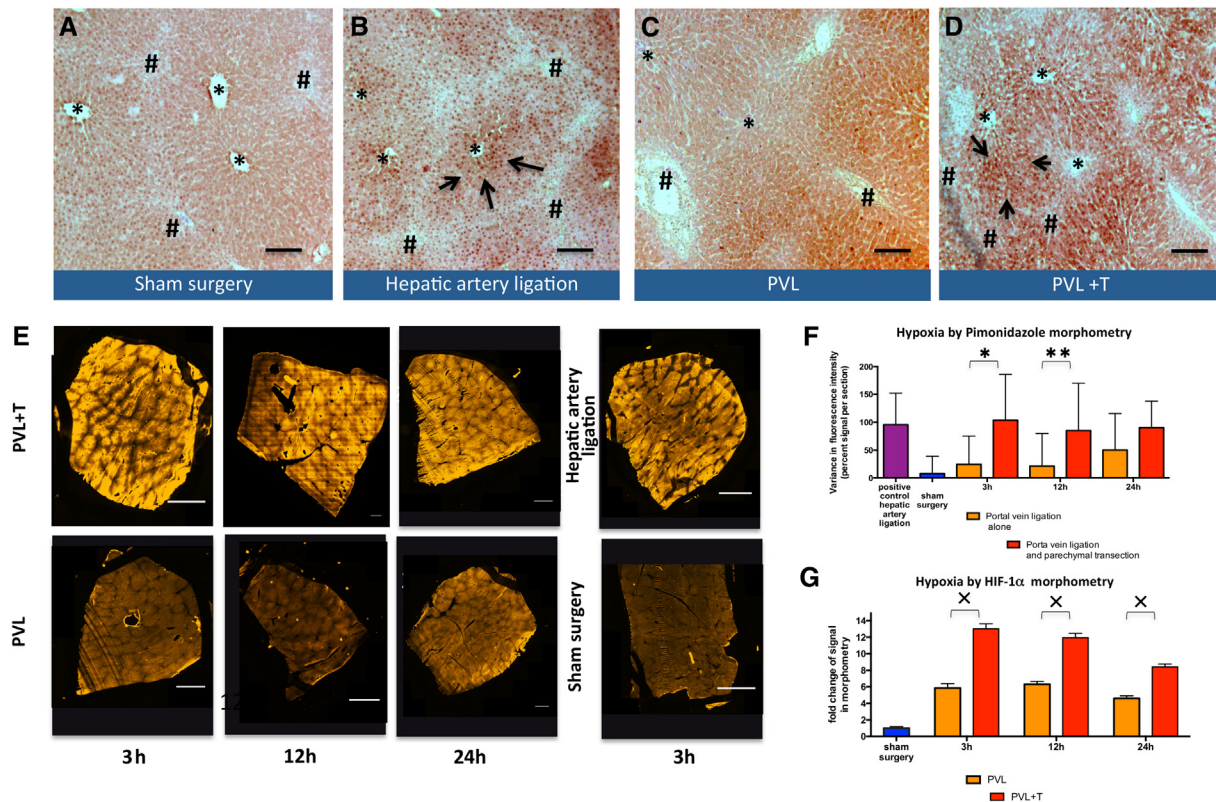 A
*
*
*
#
#
#
Sham surgery
B
*
*
*
#
#
#
Hepatic artery ligation
C
*
*
#
#
PVL
D
*
*
*
#
#
#
PVL +T
E
PVL+T
Hepatic artery
ligation
PVL
Sham surgery
12
3h
12h
24h
3h
F
Hypoxia by Pimonidazole morphometry
Variance in fluorescence intensity
(percent signal per section)
200
150
100
50
0
*
**
positive
control
hepatic
artery
ligation
sham
surgery
3h
12h
24h
Portal vein ligation
alone
Porta vein ligation
and parechymal transection
G
Hypoxia by HIF-1α morphometry
fold change of signal
in morphometry
14
12
10
8
6
4
2
0
×
×
×
sham
surgery
3h
12h
24h
PVL
PVL+T